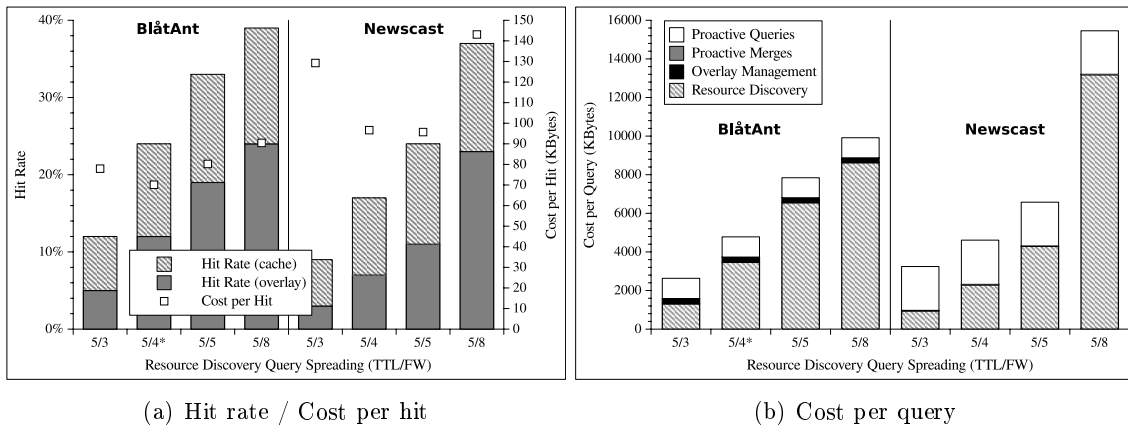 40%
30%
20%
10%
0%
Hit Rate
BlåtAnt
Newscast
150
140
130
120
110
100
90
80
70
60
50
40
30
20
10
0
Cost per Hit (KBytes)
Hit Rate (cache)
Hit Rate (overlay)
Cost per Hit
5/3 5/4* 5/5 5/8 5/3 5/4 5/5 5/8
Resource Discovery Query Spreading (TTL/FW)
(a) Hit rate / Cost per hit
16000
14000
12000
10000
8000
6000
4000
2000
0
Cost per Query (KBytes)
Proactive Queries
Proactive Merges
Overlay Management
Resource Discovery
BlåtAnt
Newscast
5/3 5/4* 5/5 5/8 5/3 5/4 5/5 5/8
Resource Discovery Query Spreading (TTL/FW)
(b) Cost per query